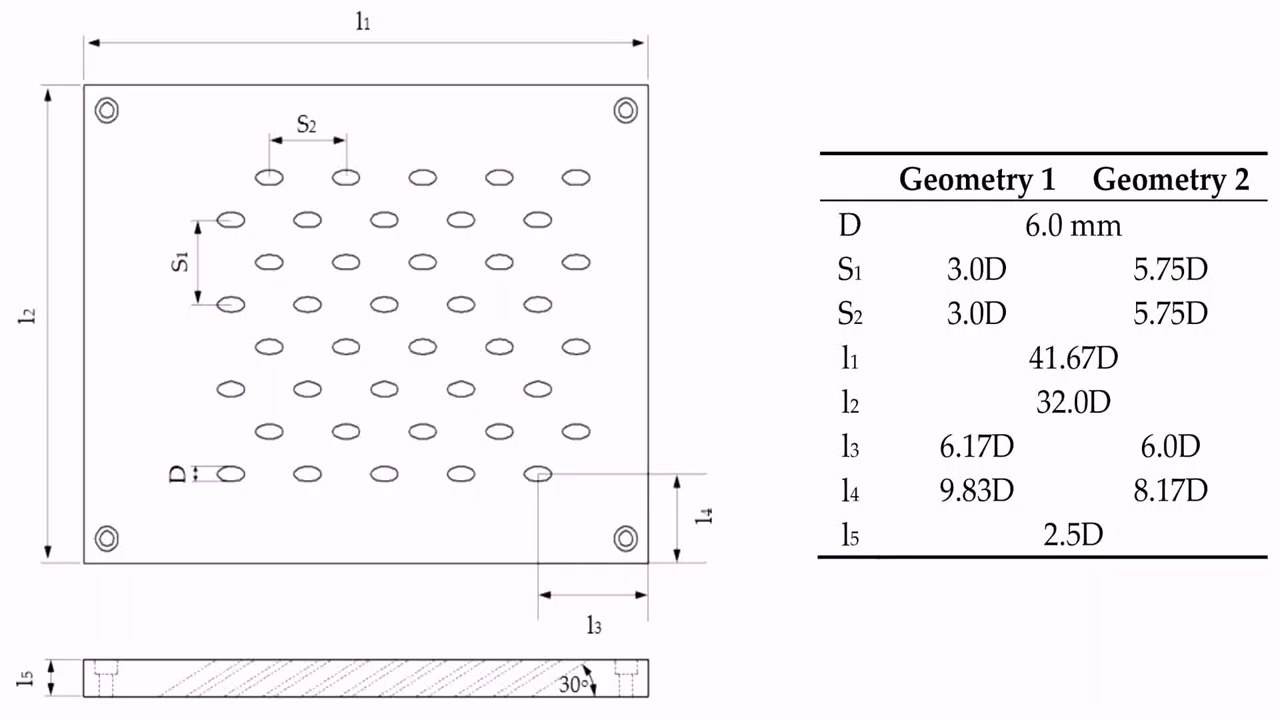 l1
S2
S1
l2
D
l4
l3
l5
30°
Geometry 1 Geometry 2
D 6.0 mm
S1 3.0D 5.75D
S2 3.0D 5.75D
l1 41.67D
l2 32.0D
l3 6.17D 6.0D
l4 9.83D 8.17D
l5 2.5D